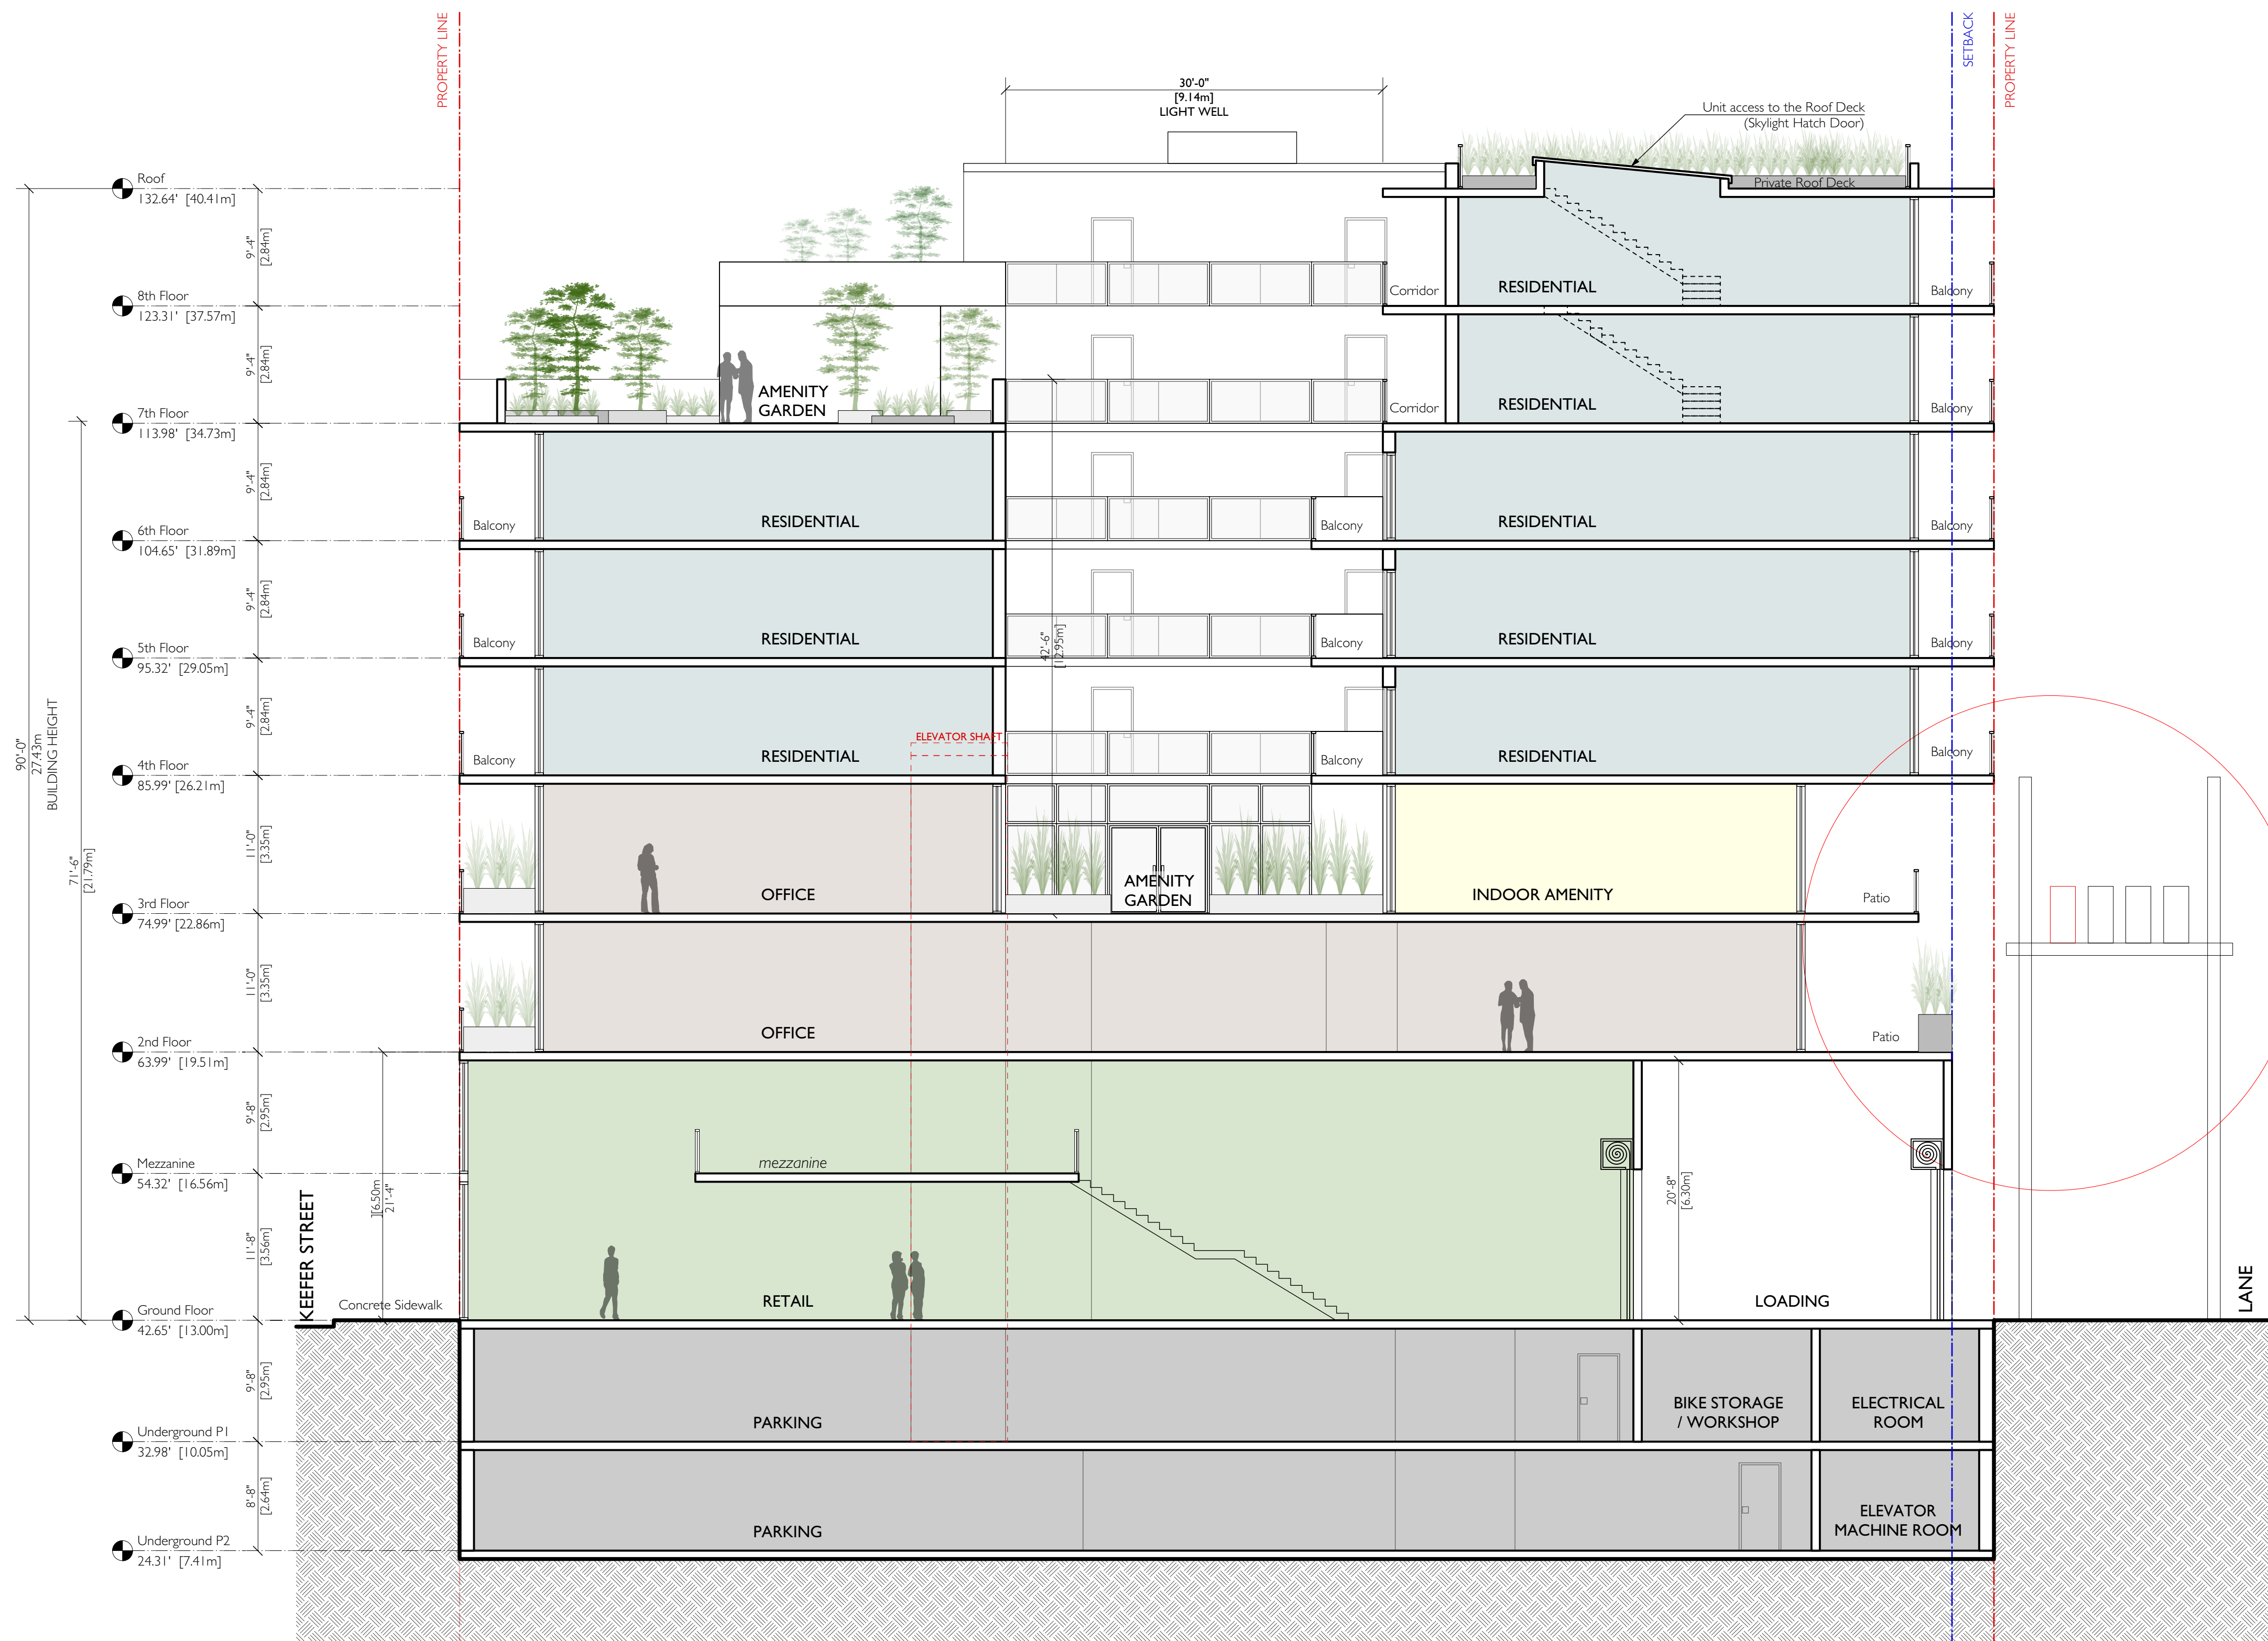 PROPERTY LINE
SETBACK
PROPERTY LINE
30'-0"
[9.14m]
LIGHT WELL
Unit access to the Roof Deck
(Skylight Hatch Door)
Private Roof Deck
Roof
132.64' [40.41m]
9'-4"
[2.84m]
Corridor
RESIDENTIAL
Balcony
8th Floor
123.31' [37.57m]
9'-4"
[2.84m]
AMENITY
GARDEN
Corridor
RESIDENTIAL
Balcony
7th Floor
113.98' [34.73m]
9'-4"
[2.84m]
Balcony
RESIDENTIAL
Balcony
RESIDENTIAL
Balcony
6th Floor
104.65' [31.89m]
9'-4"
[2.84m]
Balcony
RESIDENTIAL
42'-6"
[12.95m]
Balcony
RESIDENTIAL
Balcony
5th Floor
95.32' [29.05m]
9'-4"
[2.84m]
ELEVATOR SHAFT
Balcony
RESIDENTIAL
Balcony
RESIDENTIAL
Balcony
4th Floor
85.99' [26.21m]
90'-0"
27.43m
BUILDING HEIGHT
71'-6"
[21.79m]
11'-0"
[3.35m]
OFFICE
AMENITY
GARDEN
INDOOR AMENITY
Patio
3rd Floor
74.99' [22.86m]
11'-0"
[3.35m]
OFFICE
Patio
2nd Floor
63.99' [19.51m]
9'-8"
[2.95m]
mezzanine
Mezzanine
54.32' [16.56m]
][6.50m
21'-4"
20'-8"
[6.30m]
11'-8"
[3.56m]
KEEFER STREET
Concrete Sidewalk
RETAIL
LOADING
LANE
Ground Floor
42.65' [13.00m]
9'-8"
[2.95m]
PARKING
BIKE STORAGE
/ WORKSHOP
ELECTRICAL
ROOM
Underground P1
32.98' [10.05m]
8'-8"
[2.64m]
PARKING
ELEVATOR
MACHINE ROOM
Underground P2
24.31' [7.41m]